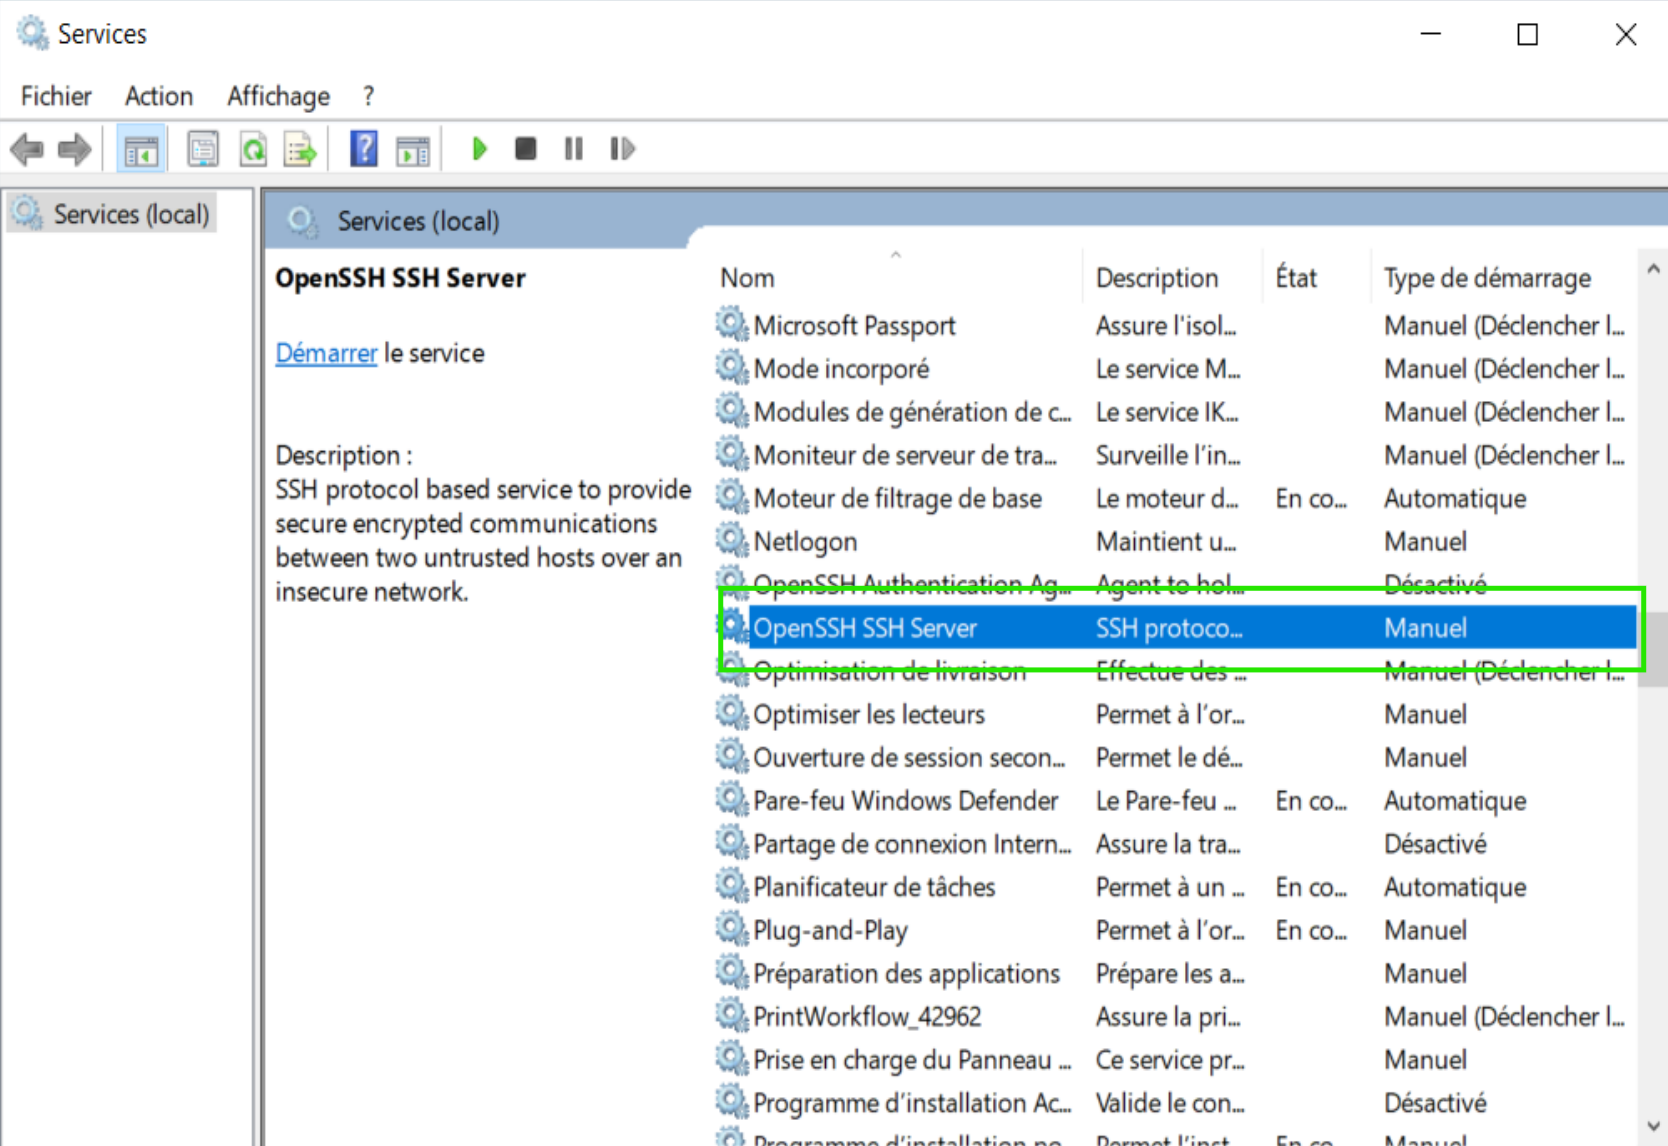 Services
Fichier Action Affichage ?
Services (local)
Services (local)
OpenSSH SSH Server
Démarrer le service
Description :
SSH protocol based service to provide
secure encrypted communications
between two untrusted hosts over an
insecure network.
Nom Description État Type de démarrage
Microsoft Passport Assure l'isol... Manuel (Déclencher l...
Mode incorporé Le service M... Manuel (Déclencher l...
Modules de génération de c... Le service IK... Manuel (Déclencher l...
Moniteur de serveur de tra... Surveille l'in... Manuel (Déclencher l...
Moteur de filtrage de base Le moteur d... En co... Automatique
Netlogon Maintient u... Manuel
OpenSSH Authentication Ag... Agent to hol... Désactivé
OpenSSH SSH Server SSH protoco... Manuel
Optimisation de livraison Effectue des ... Manuel (Déclencher l...
Optimiser les lecteurs Permet à l'or... Manuel
Ouverture de session secon... Permet le dé... Manuel
Pare-feu Windows Defender Le Pare-feu ... En co... Automatique
Partage de connexion Intern... Assure la tra... Désactivé
Planificateur de tâches Permet à un ... En co... Automatique
Plug-and-Play Permet à l'or... En co... Manuel
Préparation des applications Prépare les a... Manuel
PrintWorkflow_42962 Assure la pri... Manuel (Déclencher l...
Prise en charge du Panneau ... Ce service pr... Manuel
Programme d'installation Ac... Valide le con... Désactivé
Programme d'installation po... Permet l'inst... En co... Manuel